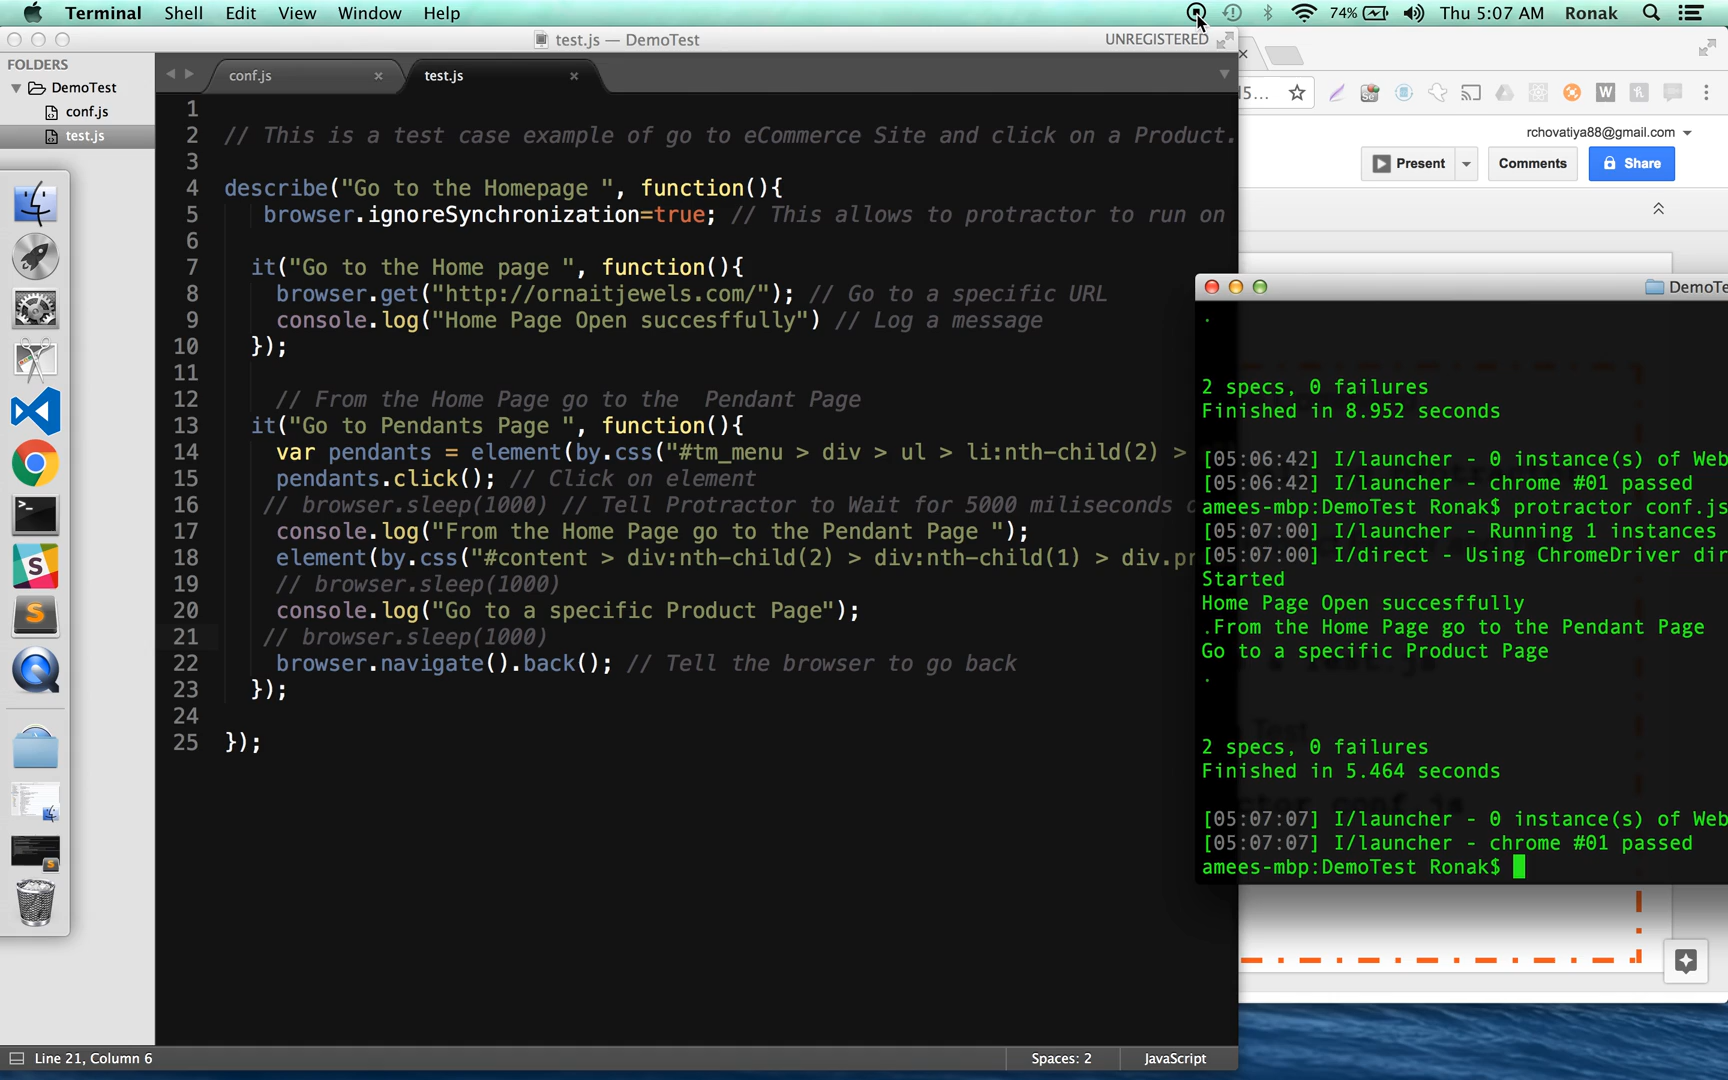 Terminal Shell Edit View Window Help
74% Thu 5:07 AM Ronak
test.js — DemoTest
UNREGISTERED
FOLDERS
DemoTest
conf.js
test.js
conf.js
test.js
1
2 // This is a test case example of go to eCommerce Site and click on a Product.
3
4 describe("Go to the Homepage ", function(){
5 browser.ignoreSynchronization=true; // This allows to protractor to run on
6
7 it("Go to the Home page ", function(){
8 browser.get("http://ornaitjewels.com/"); // Go to a specific URL
9 console.log("Home Page Open succesffully") // Log a message
10 });
11
12 // From the Home Page go to the Pendant Page
13 it("Go to Pendants Page ", function(){
14 var pendants = element(by.css("#tm_menu > div > ul > li:nth-child(2) >
15 pendants.click(); // Click on element
16 // browser.sleep(1000) // Tell Protractor to Wait for 5000 miliseconds
17 console.log("From the Home Page go to the Pendant Page ");
18 element(by.css("#content > div:nth-child(2) > div:nth-child(1) > div.pr
19 // browser.sleep(1000)
20 console.log("Go to a specific Product Page");
21 // browser.sleep(1000)
22 browser.navigate().back(); // Tell the browser to go back
23 });
24
25 });
Line 21, Column 6
Spaces: 2
JavaScript
15...
W
rchovatiya88@gmail.com
Present
Comments
Share
DemoTe
.
2 specs, 0 failures
Finished in 8.952 seconds
[05:06:42] I/launcher - 0 instance(s) of Web
[05:06:42] I/launcher - chrome #01 passed
amees-mbp:DemoTest Ronak$ protractor conf.js
[05:07:00] I/launcher - Running 1 instances
[05:07:00] I/direct - Using ChromeDriver dir
Started
Home Page Open succesffully
.From the Home Page go to the Pendant Page
Go to a specific Product Page
.
2 specs, 0 failures
Finished in 5.464 seconds
[05:07:07] I/launcher - 0 instance(s) of Web
[05:07:07] I/launcher - chrome #01 passed
amees-mbp:DemoTest Ronak$